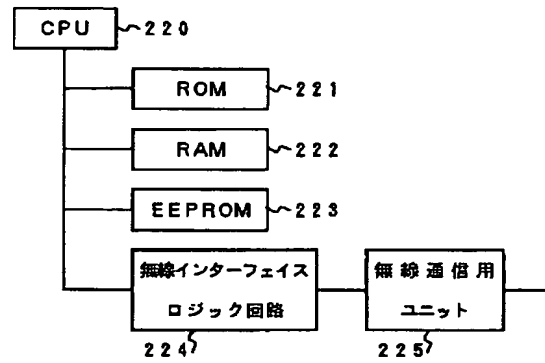 CPU
220
ROM
221
RAM
222
EEPROM
223
無線インターフェイス
ロジック回路
224
無線通信用
ユニット
225